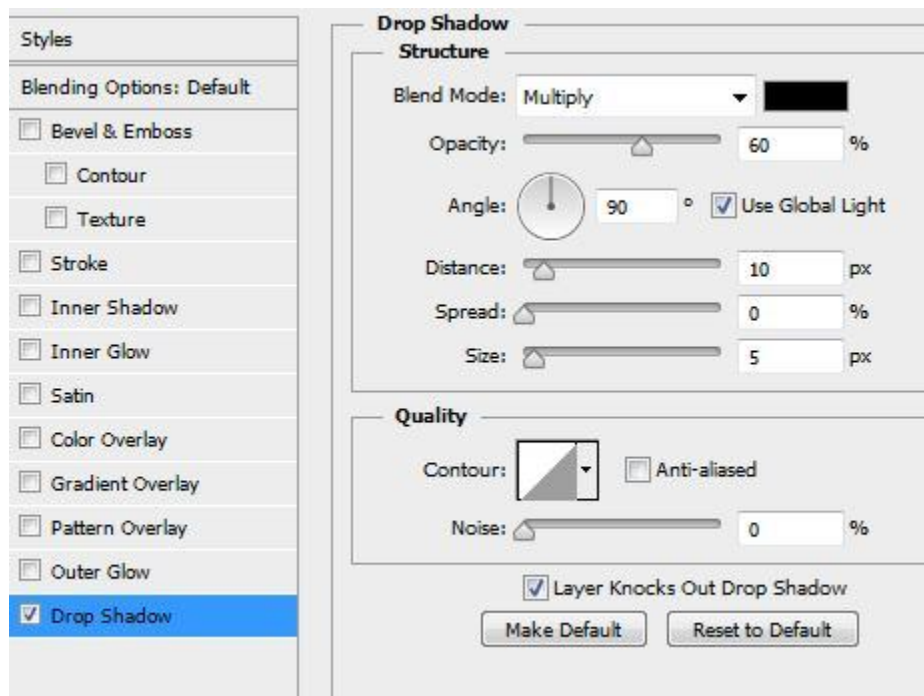 Styles
Blending Options: Default
Bevel & Emboss
Contour
Texture
Stroke
Inner Shadow
Inner Glow
Satin
Color Overlay
Gradient Overlay
Pattern Overlay
Outer Glow
Drop Shadow
Drop Shadow
Structure
Blend Mode: Multiply
Opacity: 60 %
Angle: 90 ° Use Global Light
Distance: 10 px
Spread: 0 %
Size: 5 px
Quality
Contour: Anti-aliased
Noise: 0 %
Layer Knocks Out Drop Shadow
Make Default Reset to Default